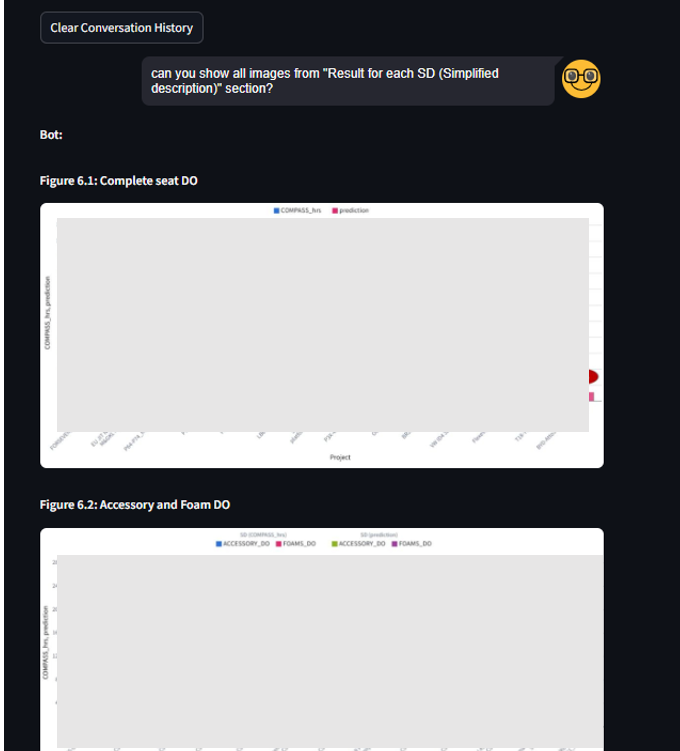 Clear Conversation History
can you show all images from "Result for each SD (Simplified
description)" section?
Bot:
Figure 6.1: Complete seat DO
COMPASS_hrs prediction
COMPASS_hrs,prediction
Project
Figure 6.2: Accessory and Foam DO
SD (COMPASS_hrs) SD (prediction)
ACCESSORY_DO FOAMS_DO ACCESSORY_DO FOAMS_DO
COMPASS_hrs,prediction